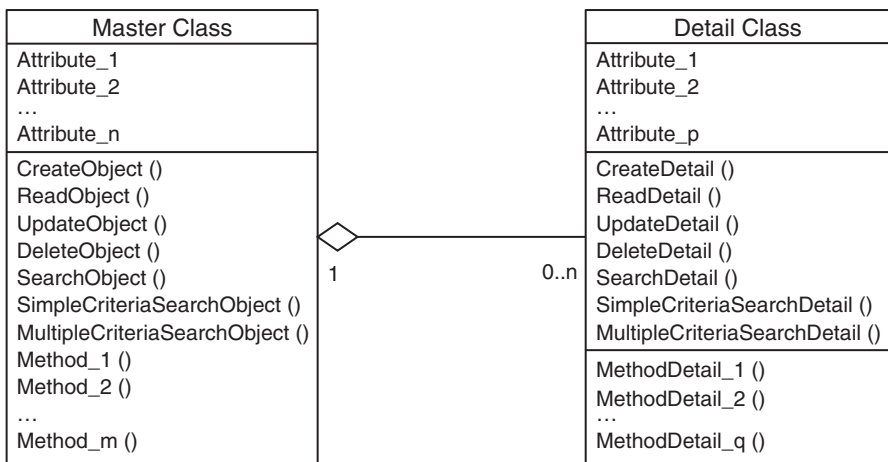 Master Class
Attribute_1
Attribute_2
…
Attribute_n
CreateObject ()
ReadObject ()
UpdateObject ()
DeleteObject ()
SearchObject ()
SimpleCriteriaSearchObject ()
MultipleCriteriaSearchObject ()
Method_1 ()
Method_2 ()
…
Method_m ()
1
0..n
Detail Class
Attribute_1
Attribute_2
…
Attribute_p
CreateDetail ()
ReadDetail ()
UpdateDetail ()
DeleteDetail ()
SearchDetail ()
SimpleCriteriaSearchDetail ()
MultipleCriteriaSearchDetail ()
MethodDetail_1 ()
MethodDetail_2 ()
…
MethodDetail_q ()